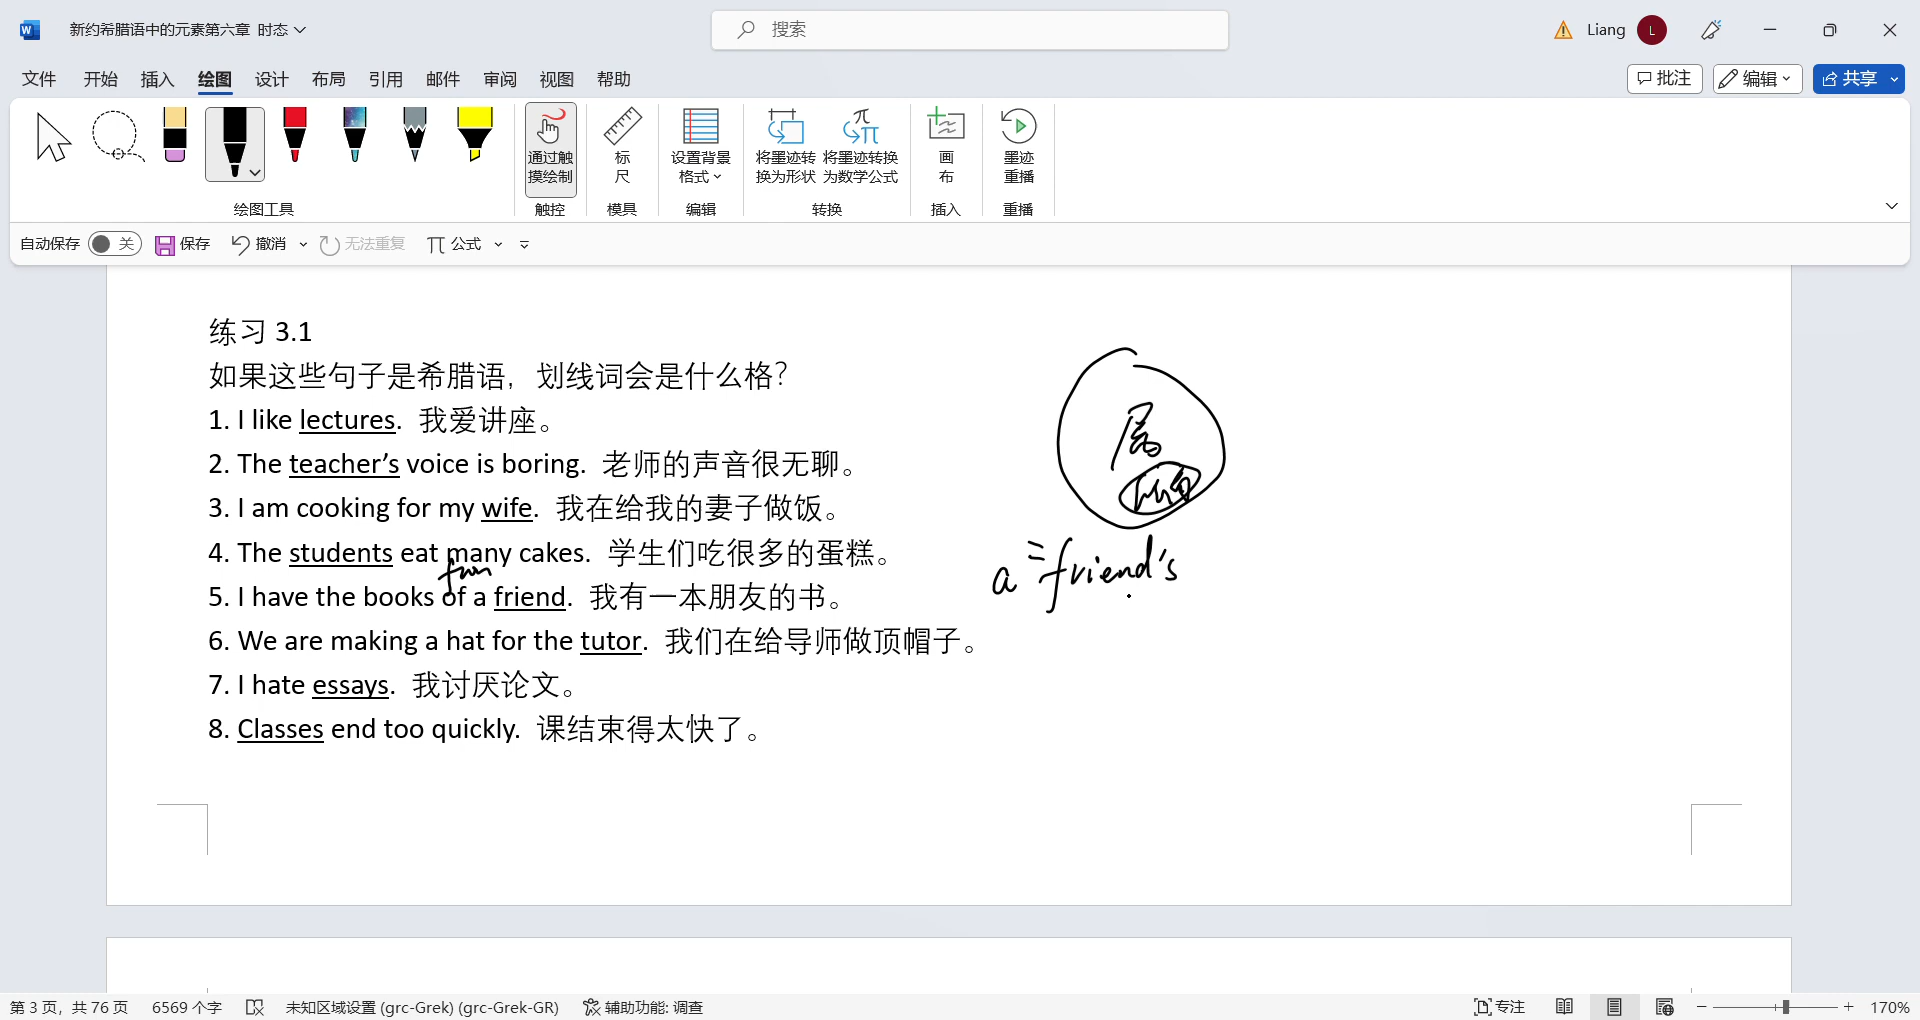 新约希腊语中的元素第六章 时态
搜索
Liang
L
文件 开始 插入 绘图 设计 布局 引用 邮件 审阅 视图 帮助
批注 编辑 共享
通过触摸绘制
标尺
设置背景格式
将墨迹转换为形状
将墨迹转换为数学公式
画布
墨迹重播
绘图工具 触控 模具 编辑 转换 插入 重播
自动保存 关 保存 撤消 无法重复 公式
练习 3.1
如果这些句子是希腊语，划线词会是什么格？
1. I like lectures. 我爱讲座。
2. The teacher’s voice is boring. 老师的声音很无聊。
属
3. I am cooking for my wife. 我在给我的妻子做饭。
4. The students eat many cakes. 学生们吃很多的蛋糕。
from
a friend's
5. I have the books of a friend. 我有一本朋友的书。
6. We are making a hat for the tutor. 我们在给导师做顶帽子。
7. I hate essays. 我讨厌论文。
8. Classes end too quickly. 课结束得太快了。
第 3 页，共 76 页 6569 个字 未知区域设置 (grc-Grek) (grc-Grek-GR) 辅助功能: 调查 专注 170%